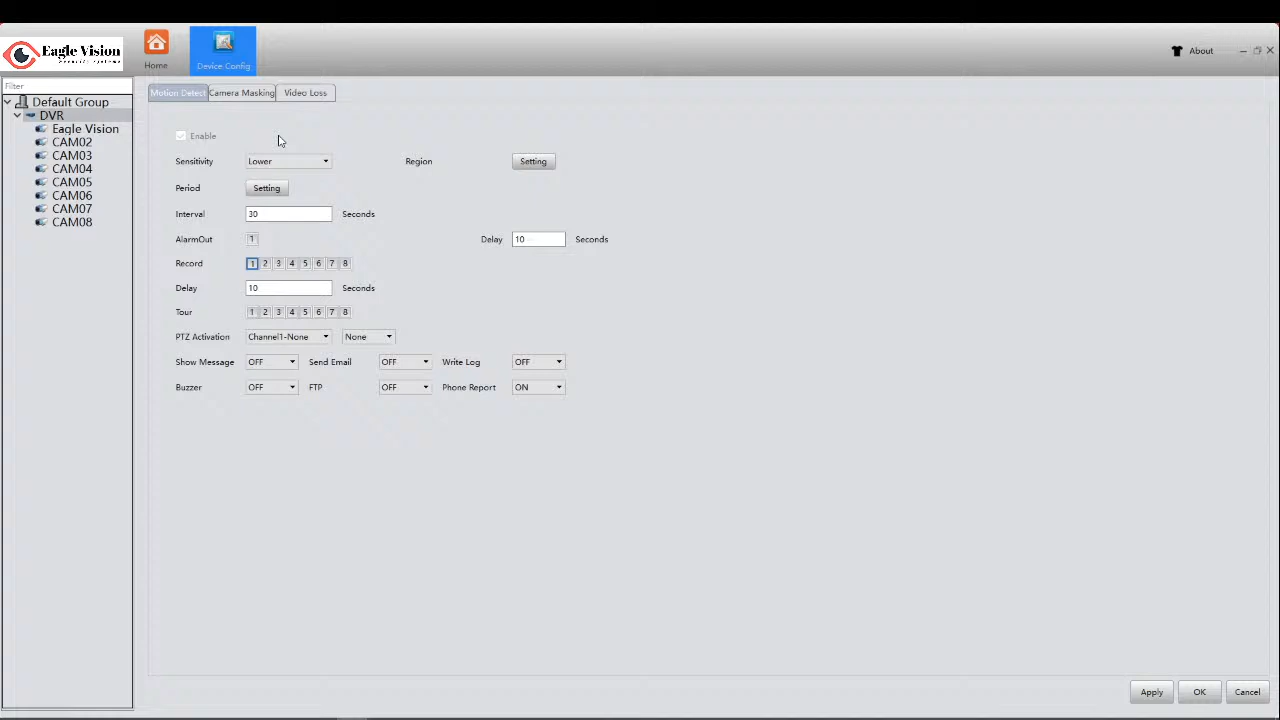 Eagle Vision
Home
Device Config
About
Filter
Default Group
DVR
Eagle Vision
CAM02
CAM03
CAM04
CAM05
CAM06
CAM07
CAM08
Motion Detect Camera Masking Video Loss
Enable
Sensitivity Lower Region Setting
Period Setting
Interval 30 Seconds
AlarmOut 1 Delay 10 Seconds
Record 1 2 3 4 5 6 7 8
Delay 10 Seconds
Tour 1 2 3 4 5 6 7 8
PTZ Activation Channel1-None None
Show Message OFF Send Email OFF Write Log OFF
Buzzer OFF FTP OFF Phone Report ON
Apply OK Cancel